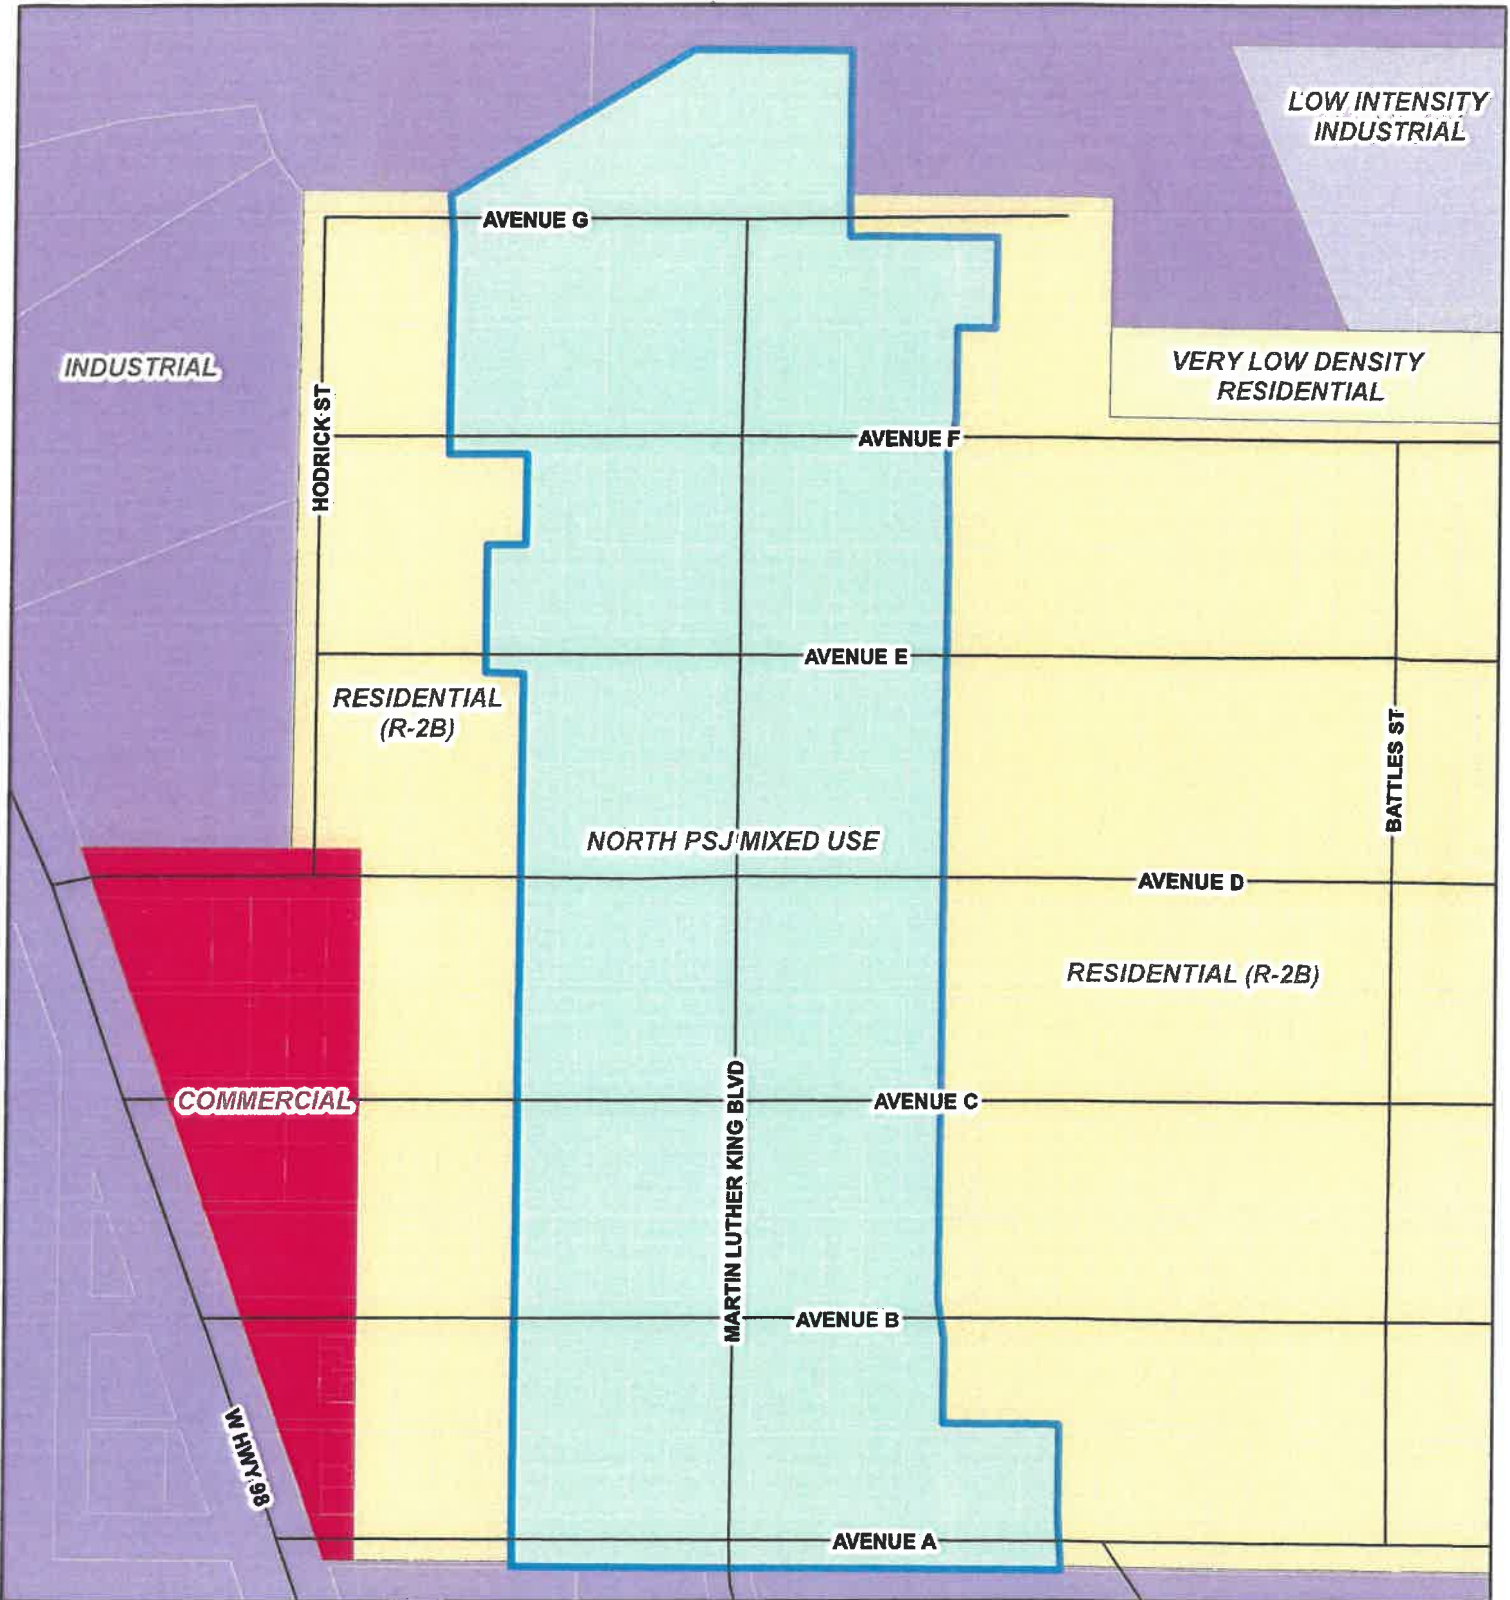 LOW INTENSITY
INDUSTRIAL
AVENUE G
INDUSTRIAL
VERY LOW DENSITY
RESIDENTIAL
HODRICK ST
AVENUE F
AVENUE E
RESIDENTIAL
(R-2B)
BATTLES ST
NORTH PSJ MIXED USE
AVENUE D
RESIDENTIAL (R-2B)
COMMERCIAL
AVENUE C
MARTIN LUTHER KING BLVD
AVENUE B
W HWY 98
AVENUE A